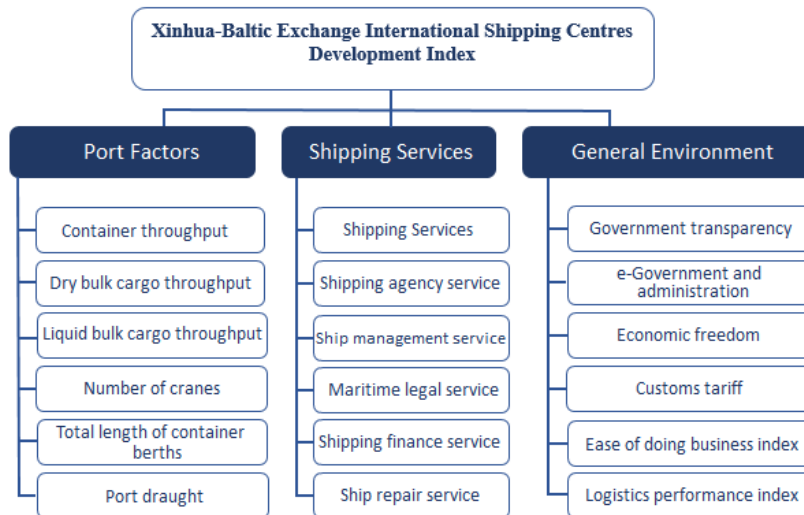 Xinhua-Baltic Exchange International Shipping Centres
Development Index
Port Factors
Container throughput
Dry bulk cargo throughput
Liquid bulk cargo throughput
Number of cranes
Total length of container
berths
Port draught
Shipping Services
Shipping Services
Shipping agency service
Ship management service
Maritime legal service
Shipping finance service
Ship repair service
General Environment
Government transparency
e-Government and
administration
Economic freedom
Customs tariff
Ease of doing business index
Logistics performance index